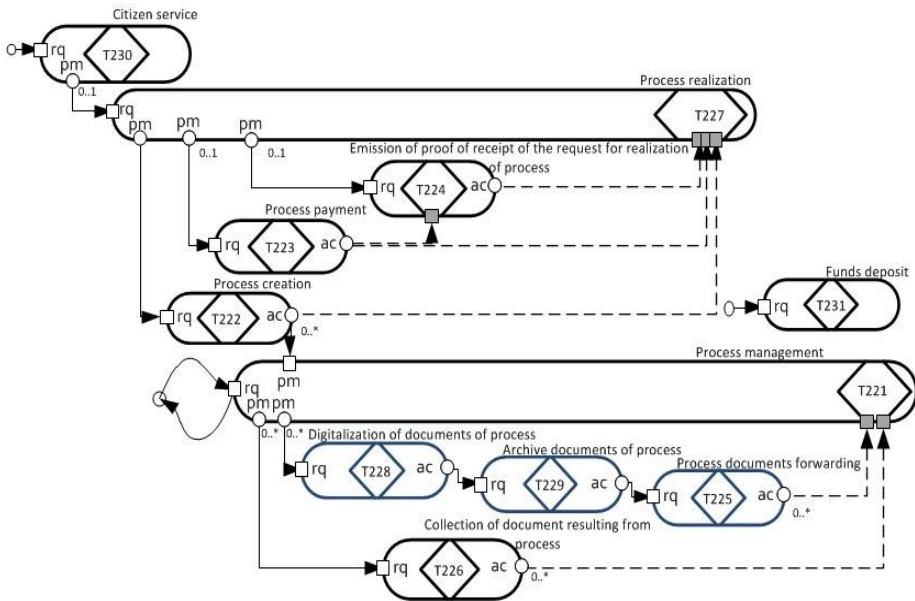 Citizen service
rq
T230
pm
0..1
Process realization
rq
T227
pm
pm
0..1
pm
0..1
Emission of proof of receipt of the request for realization
of process
rq
T224
ac
Process payment
rq
T223
ac
Process creation
rq
T222
ac
0..*
Funds deposit
rq
T231
Process management
pm
rq
T221
pm
pm
0..*
0..*
Digitalization of documents of process
rq
T228
ac
Archive documents of process
rq
T229
ac
Process documents forwarding
rq
T225
ac
0..*
Collection of document resulting from
process
rq
T226
ac
0..*